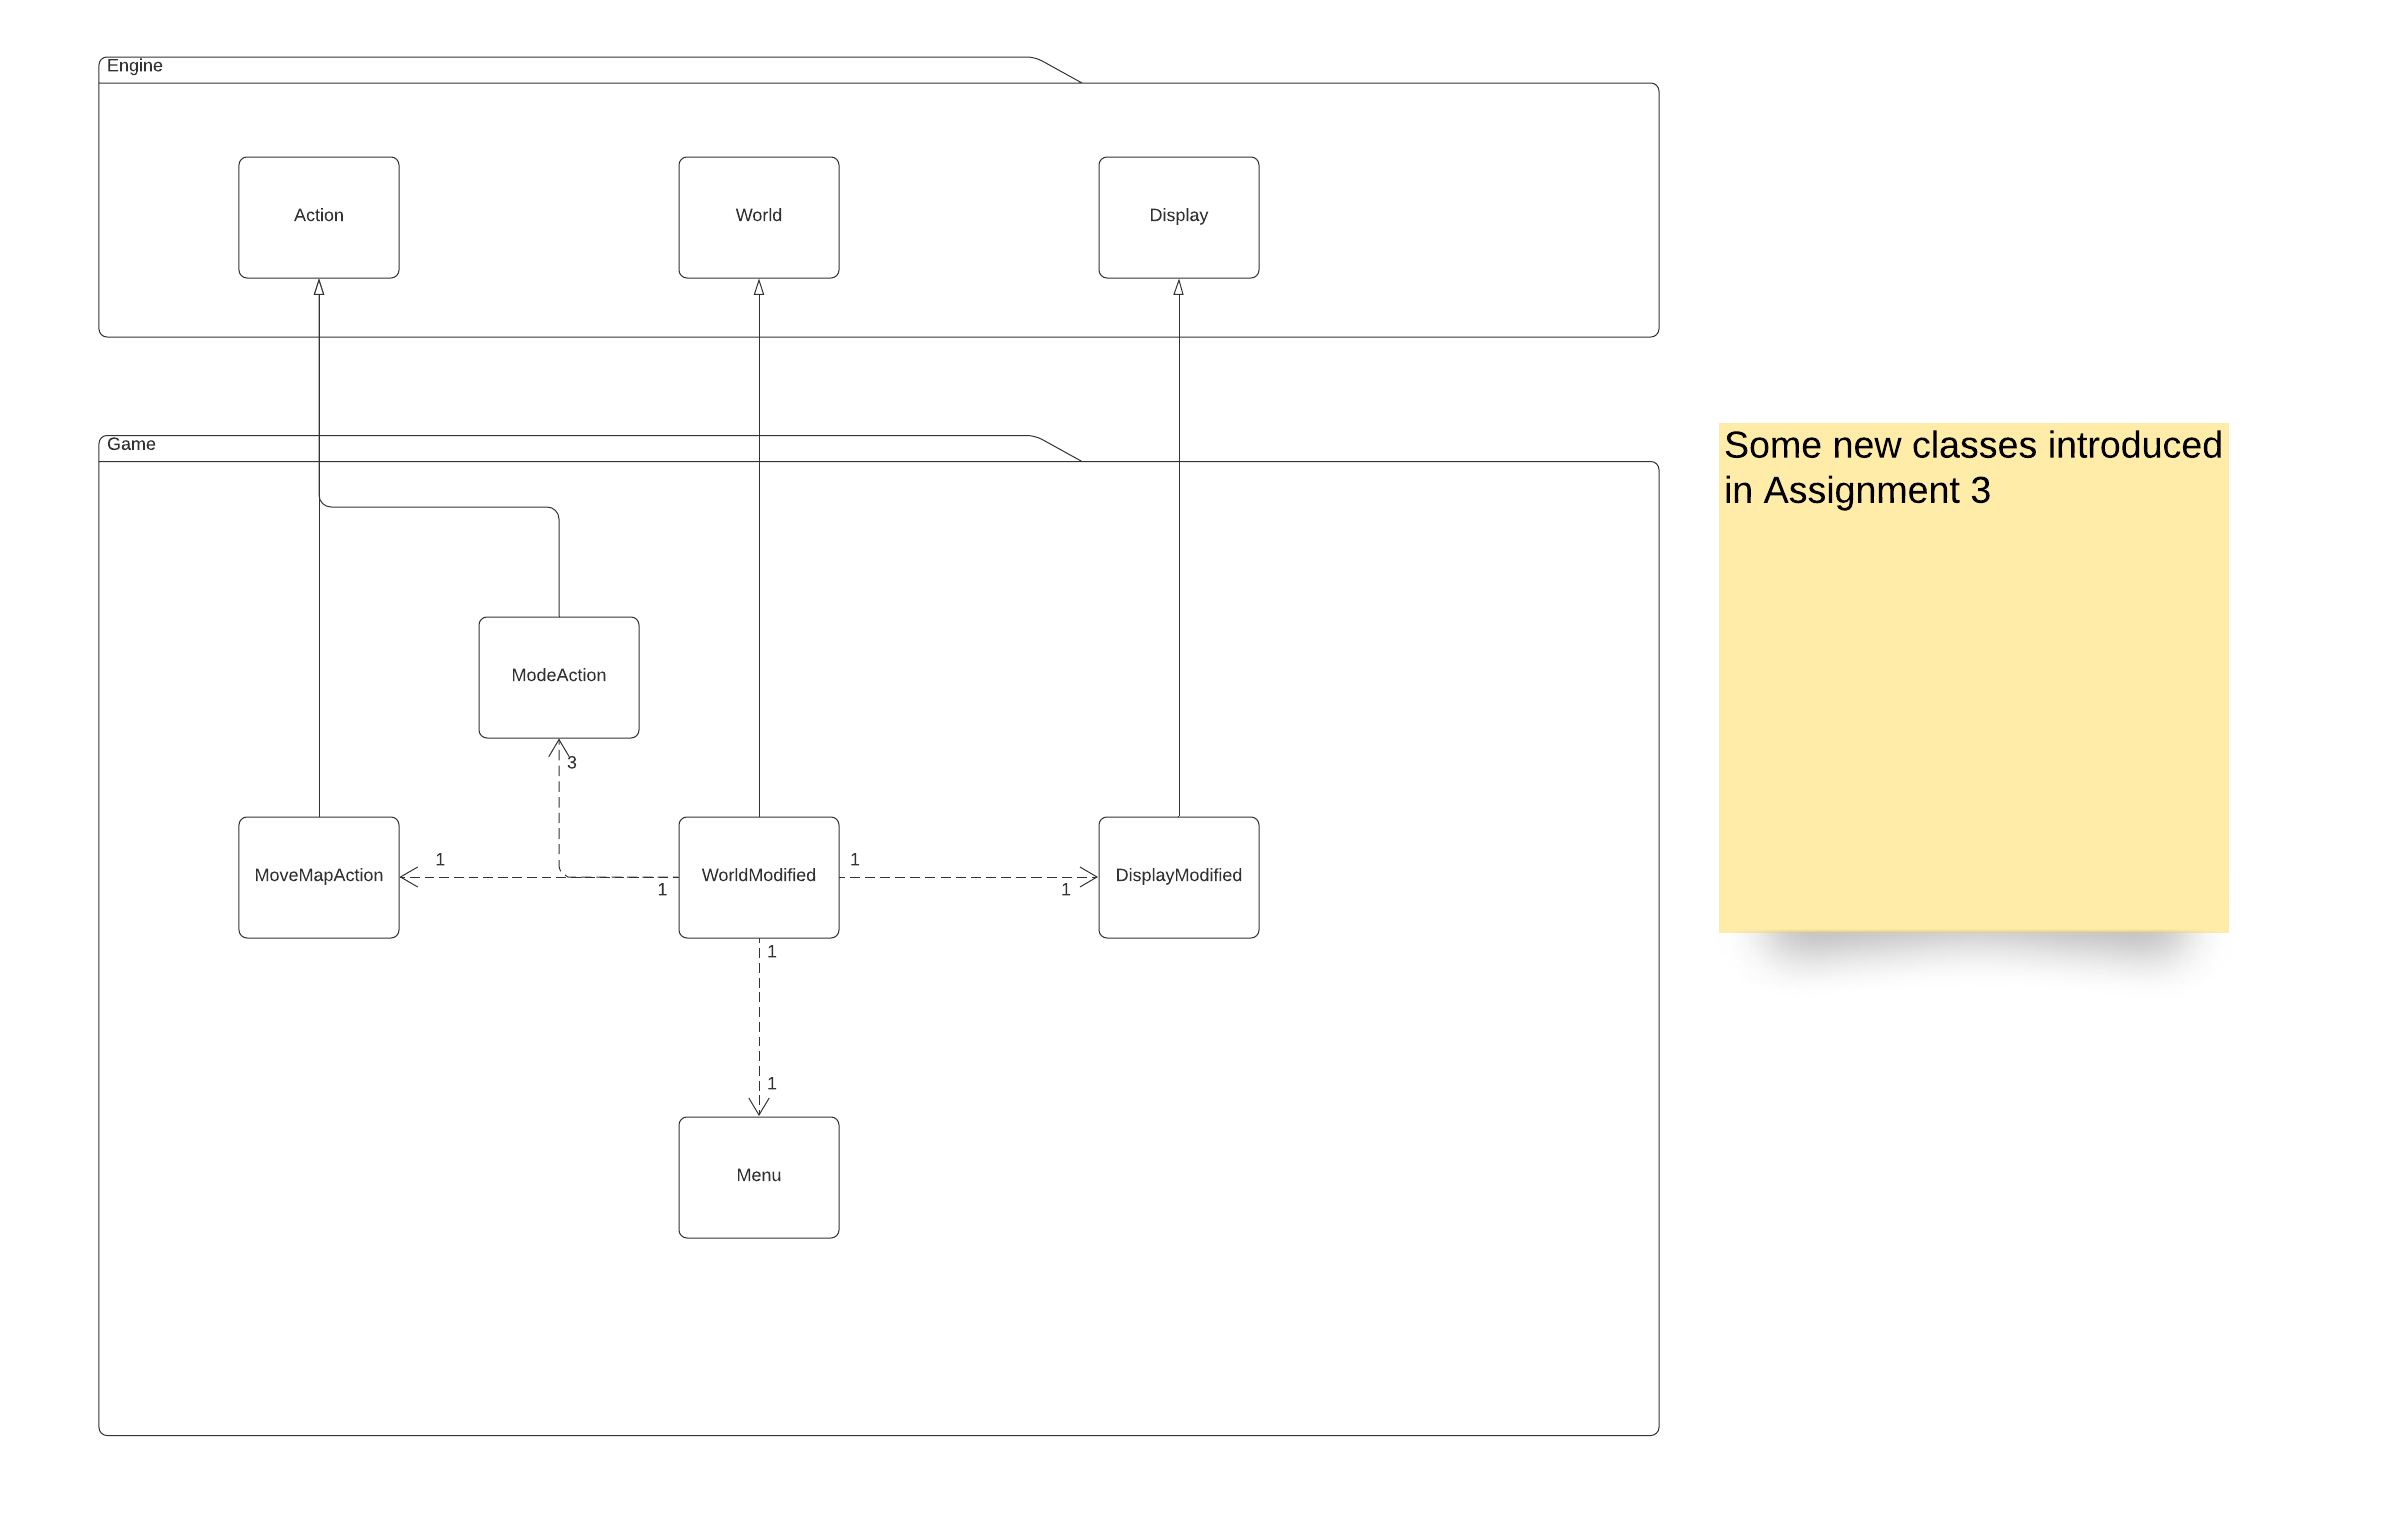 Engine
Action
World
Display
Game
Some new classes introduced
in Assignment 3
ModeAction
3
MoveMapAction
1
1
WorldModified
1
1
DisplayModified
1
1
Menu